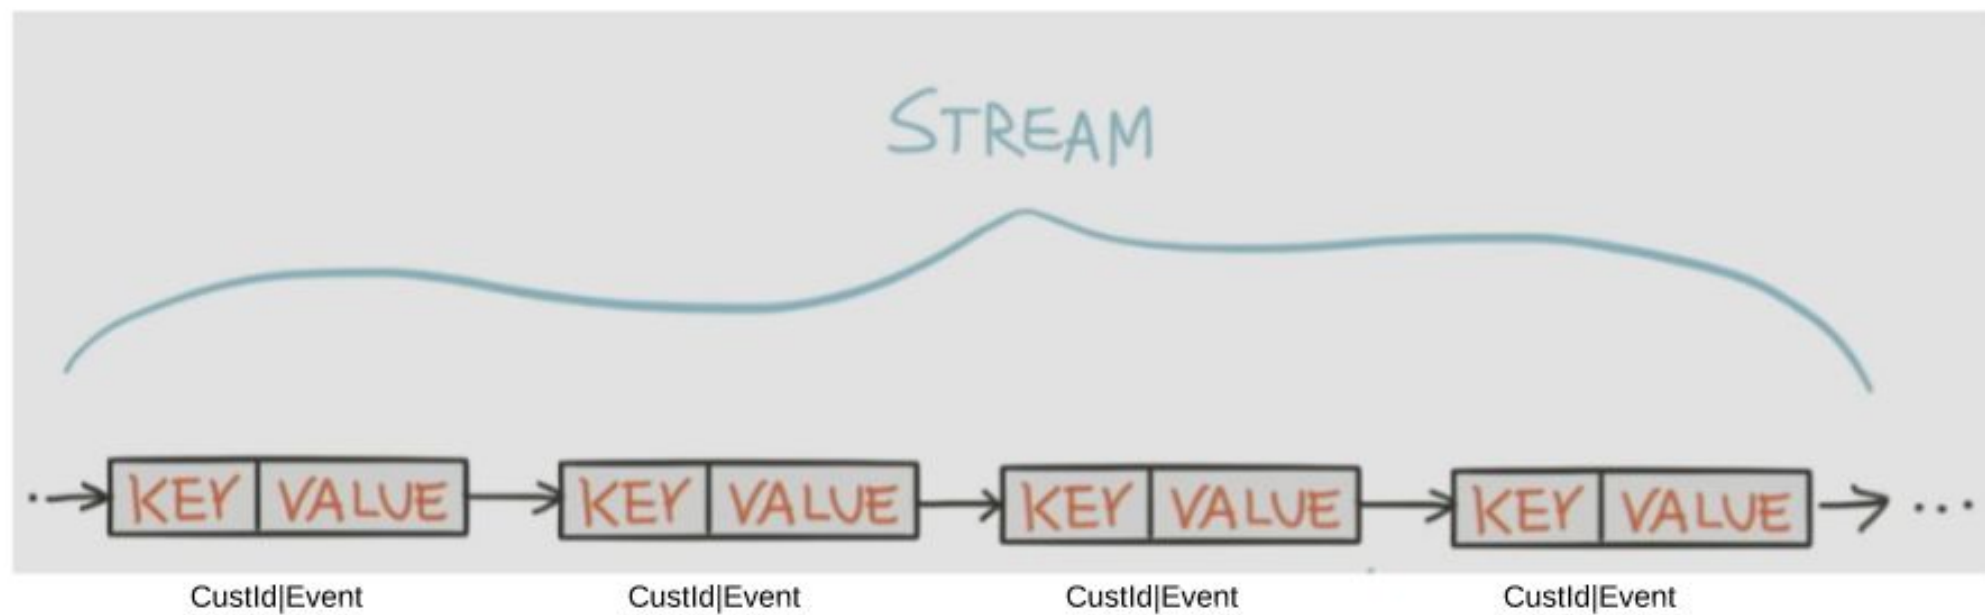 STREAM
KEY VALUE KEY VALUE KEY VALUE KEY VALUE ...
CustId|Event CustId|Event CustId|Event CustId|Event